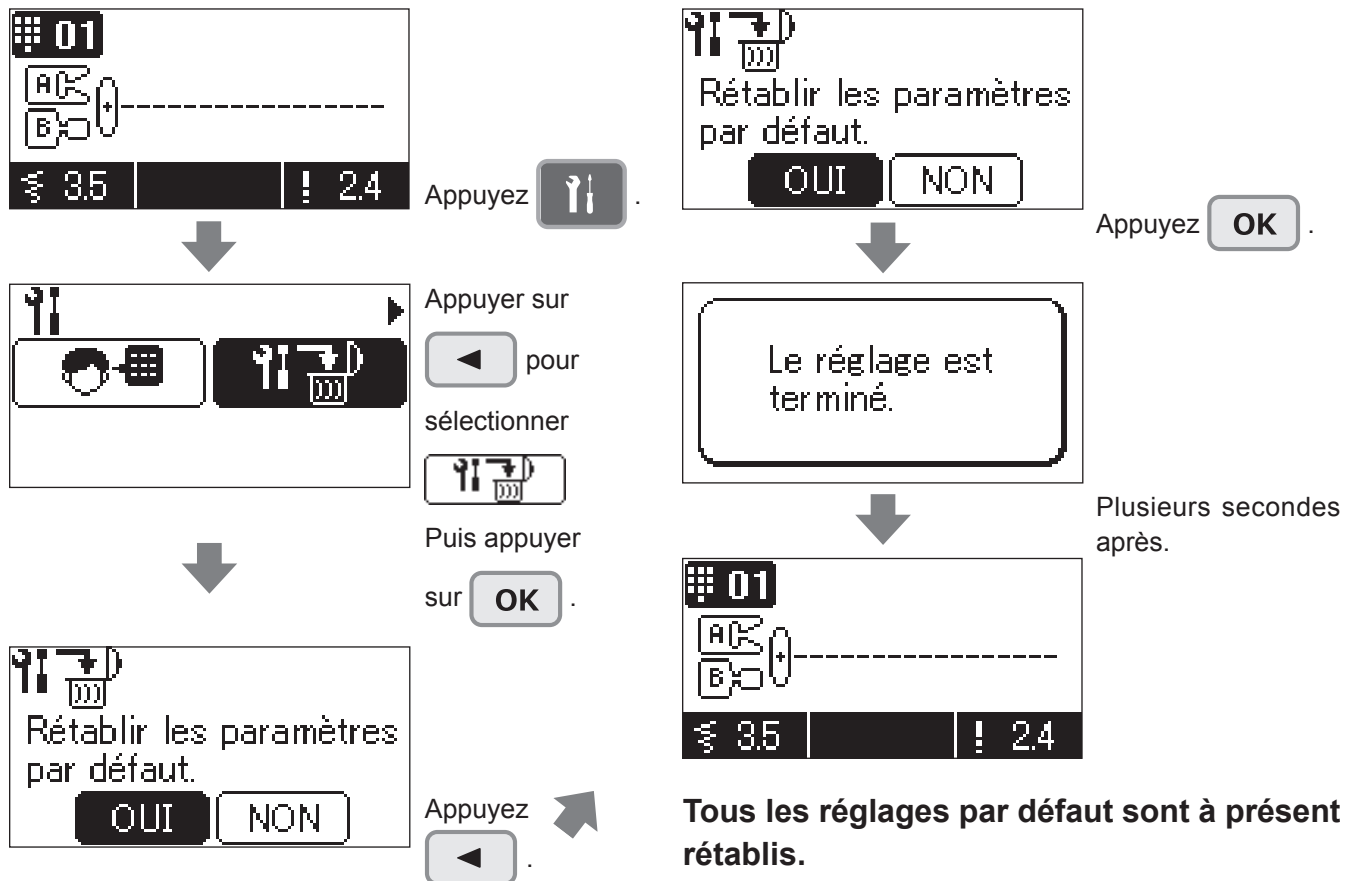 01
A
B
3.5 2.4
Appuyez .
Appuyer sur
pour
sélectionner
Puis appuyer
sur OK .
Rétablir les paramètres
par défaut.
OUI NON
Appuyez
.
Rétablir les paramètres
par défaut.
OUI NON
Appuyez OK .
Le réglage est
terminé.
Plusieurs secondes
après.
01
A
B
3.5 2.4
Tous les réglages par défaut sont à présent
rétablis.